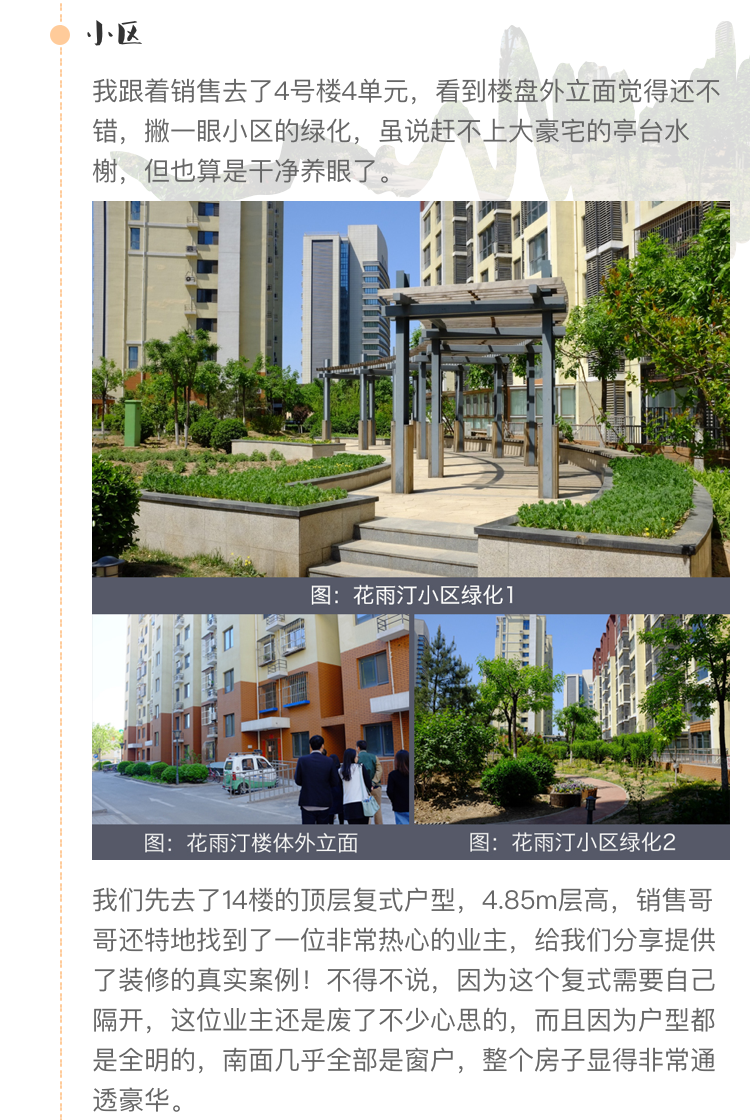 小区
我跟着销售去了4号楼4单元，看到楼盘外立面觉得还不
错，撇一眼小区的绿化，虽说赶不上大豪宅的亭台水
榭，但也算是干净养眼了。
图：花雨汀小区绿化1
图：花雨汀楼体外立面
图：花雨汀小区绿化2
我们先去了14楼的顶层复式户型，4.85m层高，销售哥
哥还特地找到了一位非常热心的业主，给我们分享提供
了装修的真实案例！不得不说，因为这个复式需要自己
隔开，这位业主还是废了不少心思的，而且因为户型都
是全明的，南面几乎全部是窗户，整个房子显得非常通
透豪华。